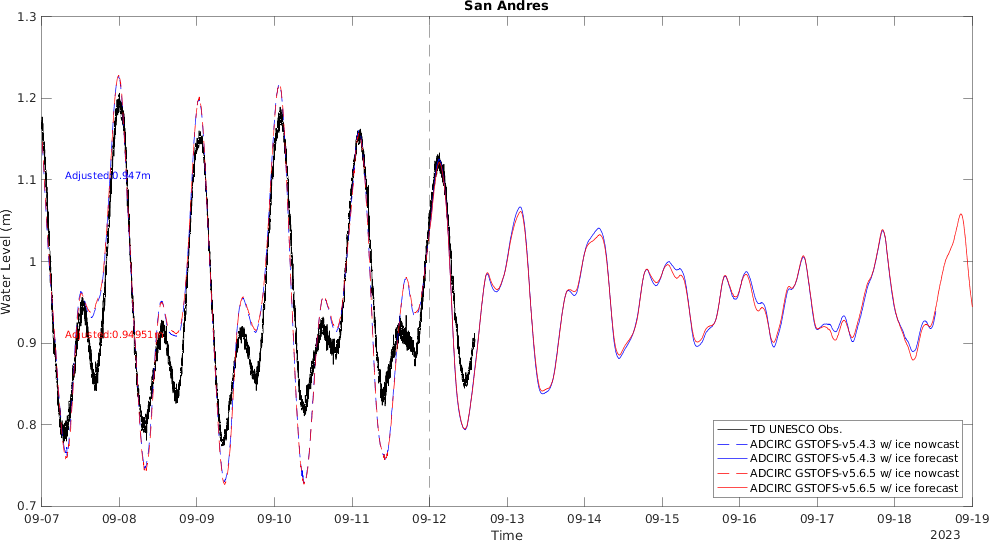 San Andres
1.3
1.2
1.1
1
0.9
0.8
0.7
Water Level (m)
Adjusted:0.947m
Adjusted:0.94951m
TD UNESCO Obs.
ADCIRC GSTOFS-v5.4.3 w/ ice nowcast
ADCIRC GSTOFS-v5.4.3 w/ ice forecast
ADCIRC GSTOFS-v5.6.5 w/ ice nowcast
ADCIRC GSTOFS-v5.6.5 w/ ice forecast
09-07 09-08 09-09 09-10 09-11 09-12 09-13 09-14 09-15 09-16 09-17 09-18 09-19
Time
2023